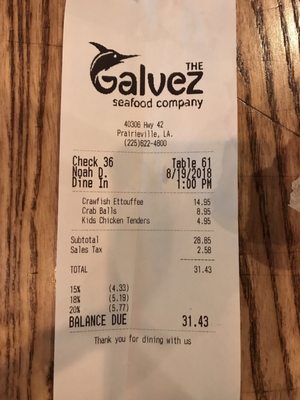 THE
Galvez
seafood company
40306 Hwy 42
Prairieville, LA.
(225)622-4800
Check 36 Table 61
Noah D. 8/19/2018
Dine In 1:00 PM
Crawfish Ettouffee 14.95
Crab Balls 8.95
Kids Chicken Tenders 4.95
Subtotal 28.85
Sales Tax 2.58
TOTAL 31.43
15% (4.33)
18% (5.19)
20% (5.77)
BALANCE DUE 31.43
Thank you for dining with us